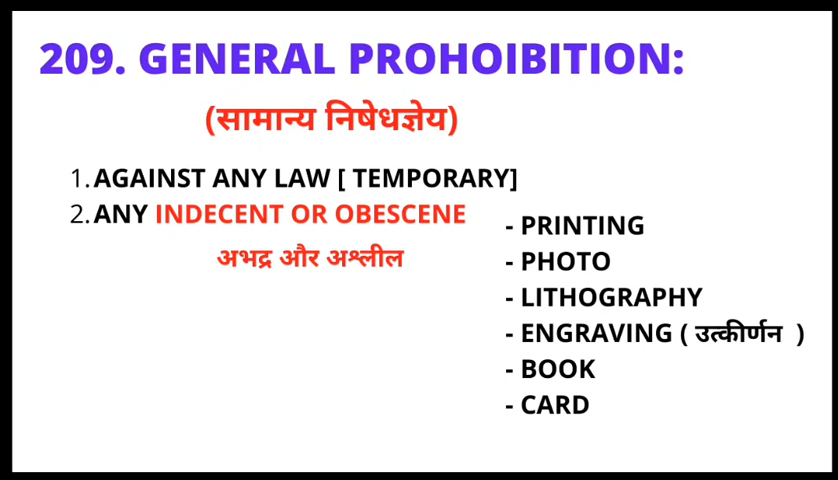 209. GENERAL PROHOIBITION:
(सामान्य निषेधज्ञेय)
1. AGAINST ANY LAW [ TEMPORARY]
2. ANY INDECENT OR OBESCENE
अभद्र और अश्लील
- PRINTING
- PHOTO
- LITHOGRAPHY
- ENGRAVING ( उत्कीर्णन )
- BOOK
- CARD